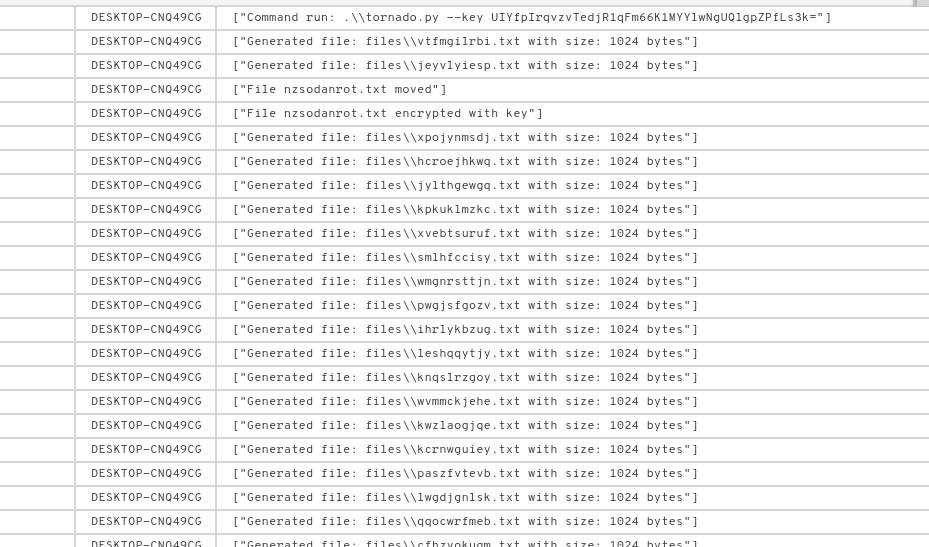 DESKTOP-CNQ49CG ["Command run: .\\tornado.py --key UIYfpIrqvzvTedjR1qFm66K1MYYlwNgUQlgpZPfLs3k="]
DESKTOP-CNQ49CG ["Generated file: files\\vtfmgilrbi.txt with size: 1024 bytes"]
DESKTOP-CNQ49CG ["Generated file: files\\jeyvlyiesp.txt with size: 1024 bytes"]
DESKTOP-CNQ49CG ["File nzsodanrot.txt moved"]
DESKTOP-CNQ49CG ["File nzsodanrot.txt encrypted with key"]
DESKTOP-CNQ49CG ["Generated file: files\\xpojynmsdj.txt with size: 1024 bytes"]
DESKTOP-CNQ49CG ["Generated file: files\\hcroejhkwq.txt with size: 1024 bytes"]
DESKTOP-CNQ49CG ["Generated file: files\\jylthgewgq.txt with size: 1024 bytes"]
DESKTOP-CNQ49CG ["Generated file: files\\kpkuklmzkc.txt with size: 1024 bytes"]
DESKTOP-CNQ49CG ["Generated file: files\\xvebtsuruf.txt with size: 1024 bytes"]
DESKTOP-CNQ49CG ["Generated file: files\\smlhfccisy.txt with size: 1024 bytes"]
DESKTOP-CNQ49CG ["Generated file: files\\wmgnrsttjn.txt with size: 1024 bytes"]
DESKTOP-CNQ49CG ["Generated file: files\\pwgjsfgozv.txt with size: 1024 bytes"]
DESKTOP-CNQ49CG ["Generated file: files\\ihrlykbzug.txt with size: 1024 bytes"]
DESKTOP-CNQ49CG ["Generated file: files\\leshqqytjy.txt with size: 1024 bytes"]
DESKTOP-CNQ49CG ["Generated file: files\\knqslrzgoy.txt with size: 1024 bytes"]
DESKTOP-CNQ49CG ["Generated file: files\\wvmmckjehe.txt with size: 1024 bytes"]
DESKTOP-CNQ49CG ["Generated file: files\\kwzlaogjqe.txt with size: 1024 bytes"]
DESKTOP-CNQ49CG ["Generated file: files\\kcrnwguiey.txt with size: 1024 bytes"]
DESKTOP-CNQ49CG ["Generated file: files\\paszfvtevb.txt with size: 1024 bytes"]
DESKTOP-CNQ49CG ["Generated file: files\\lwgdjgnlsk.txt with size: 1024 bytes"]
DESKTOP-CNQ49CG ["Generated file: files\\qqocwrfmeb.txt with size: 1024 bytes"]
DESKTOP-CNQ49CG ["Generated file: with size: 1024 bytes"]